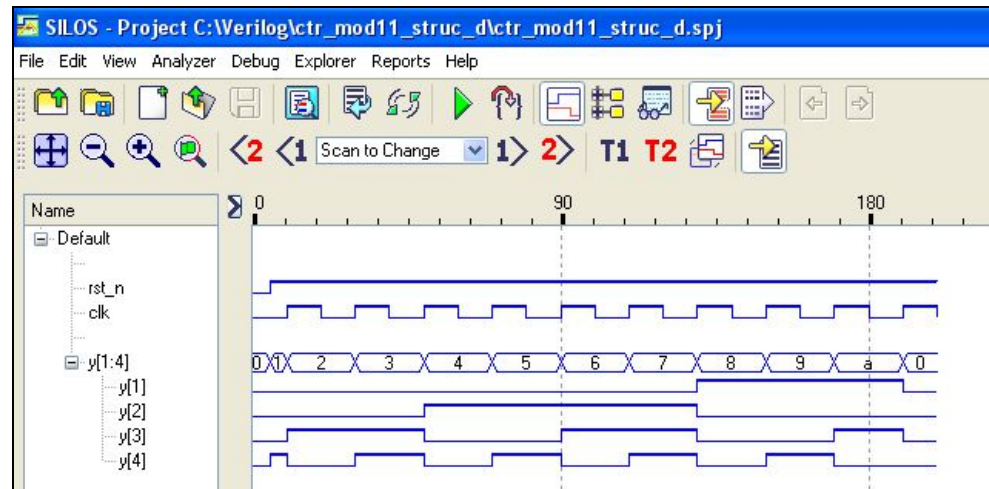 SILOS - Project C:\Verilog\ctr_mod11_struc_d\ctr_mod11_struc_d.spj
File Edit View Analyzer Debug Explorer Reports Help
2 1 Scan to Change 1 2 T1 T2
Name Σ 0 90 180
Default
...
rst_n
clk
...
y[1:4] 0 1 2 3 4 5 6 7 8 9 a 0
y[1]
y[2]
y[3]
y[4]